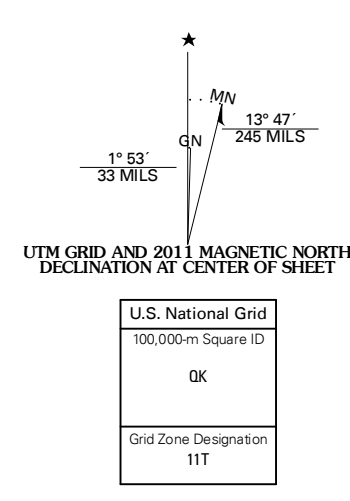 MN
13° 47´
245 MILS
GN
1° 53´
33 MILS
UTM GRID AND 2011 MAGNETIC NORTH
DECLINATION AT CENTER OF SHEET
U.S. National Grid
100,000-m Square ID
QK
Grid Zone Designation
11T